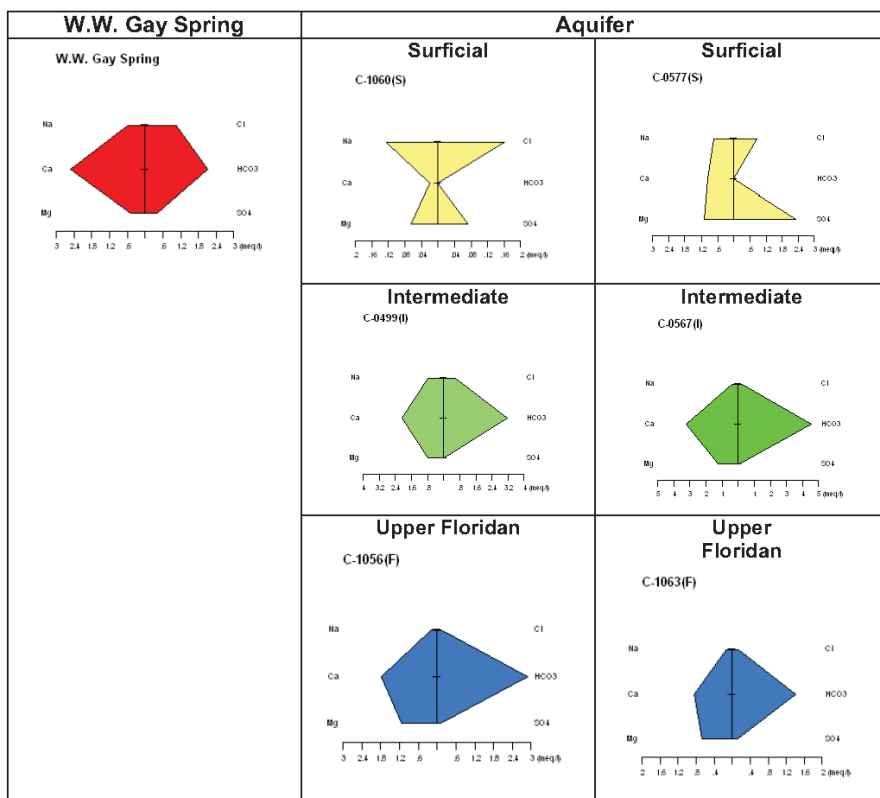 W.W. Gay Spring
Aquifer
W.W. Gay Spring
Na Cl
Ca HCO3
Mg SO4
3 2.4 1.8 1.2 .6 .6 1.2 1.8 2.4 3 (meq/l)
Surficial
C-1060(S)
Na Cl
Ca HCO3
Mg SO4
.2 .16 .12 .08 .04 .04 .08 .12 .16 .2 (meq/l)
Surficial
C-0577(S)
Na Cl
Ca HCO3
Mg SO4
3 2.4 1.8 1.2 .6 .6 1.2 1.8 2.4 3 (meq/l)
Intermediate
C-0499(I)
Na Cl
Ca HCO3
Mg SO4
4 3.2 2.4 1.6 .8 .8 1.6 2.4 3.2 4 (meq/l)
Intermediate
C-0567(I)
Na Cl
Ca HCO3
Mg SO4
5 4 3 2 1 1 2 3 4 5 (meq/l)
Upper Floridan
C-1056(F)
Na Cl
Ca HCO3
Mg SO4
3 2.4 1.8 1.2 .6 .6 1.2 1.8 2.4 3 (meq/l)
Upper
Floridan
C-1063(F)
Na Cl
Ca HCO3
Mg SO4
2 1.6 1.2 .8 .4 .4 .8 1.2 1.6 2 (meq/l)